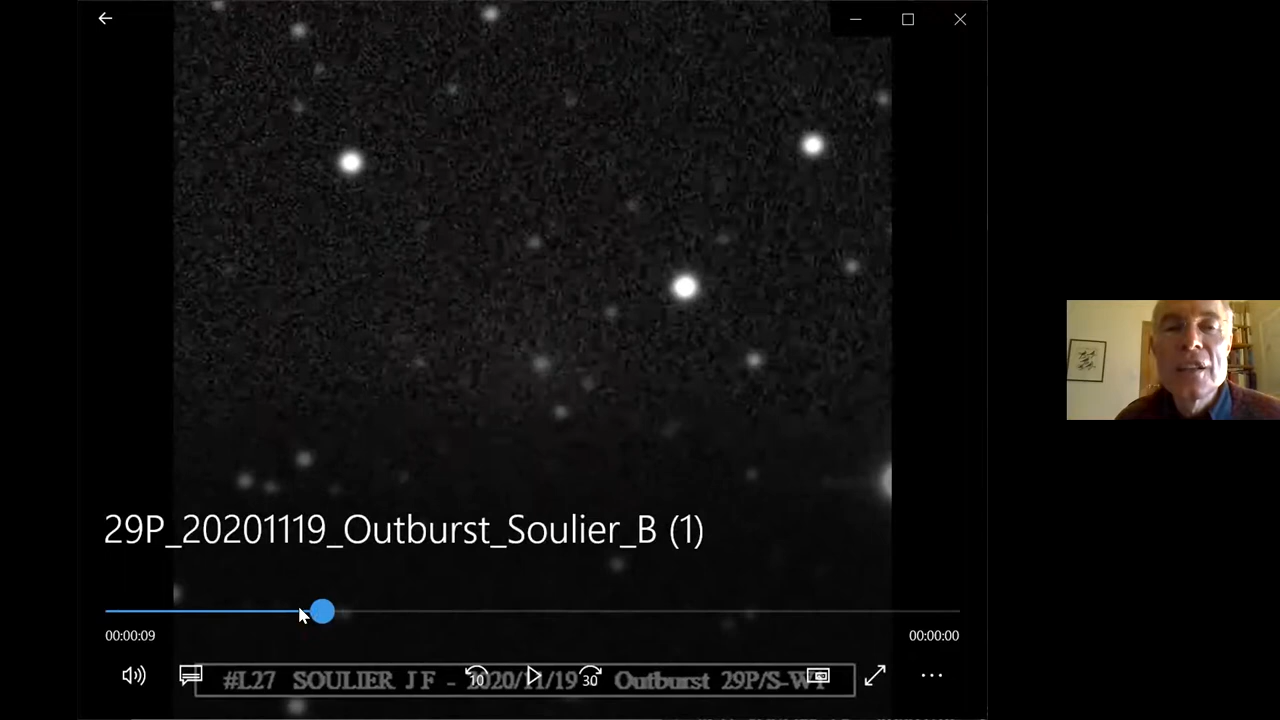 29P_20201119_Outburst_Soulier_B (1)
00:00:09
00:00:00
10
30
#L27 SOULIER J F - 2020/11/19 Outburst 29P/S-W1